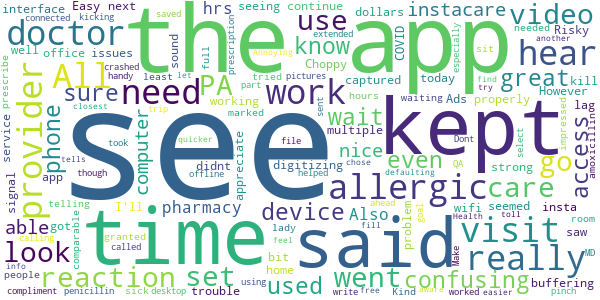 connected kicking saved dollars seeing continue instacare video
interface Easy next hrs
doctor the app use know COVID hear
well office issues sound extended another Risky
prescribe Choppy handy full prescription Annoying needed sit kill
All crashed least let pictures especially find great
sure need PA work captured today Ads However
provider phone tried part working hours waiting try properly impressed
see kept
trip marked wait multiple even go access lag
service signal closest quicker file sent nice Dont strong amoxicilling
computer didnt digitizing appreciate allergic care select
took offline chose QA defaulting
tells helped
app though pharmacy device Also seemed insta
able I'll time said wifi visit saw room
telling got lady problem ahead goal Health toll MD
look granted comparable bit feel home fill Make really buffering
info calling called went
people reaction set used trouble confusing
compliment penicillin sick desktop using write free Kind aware worked easier pinch